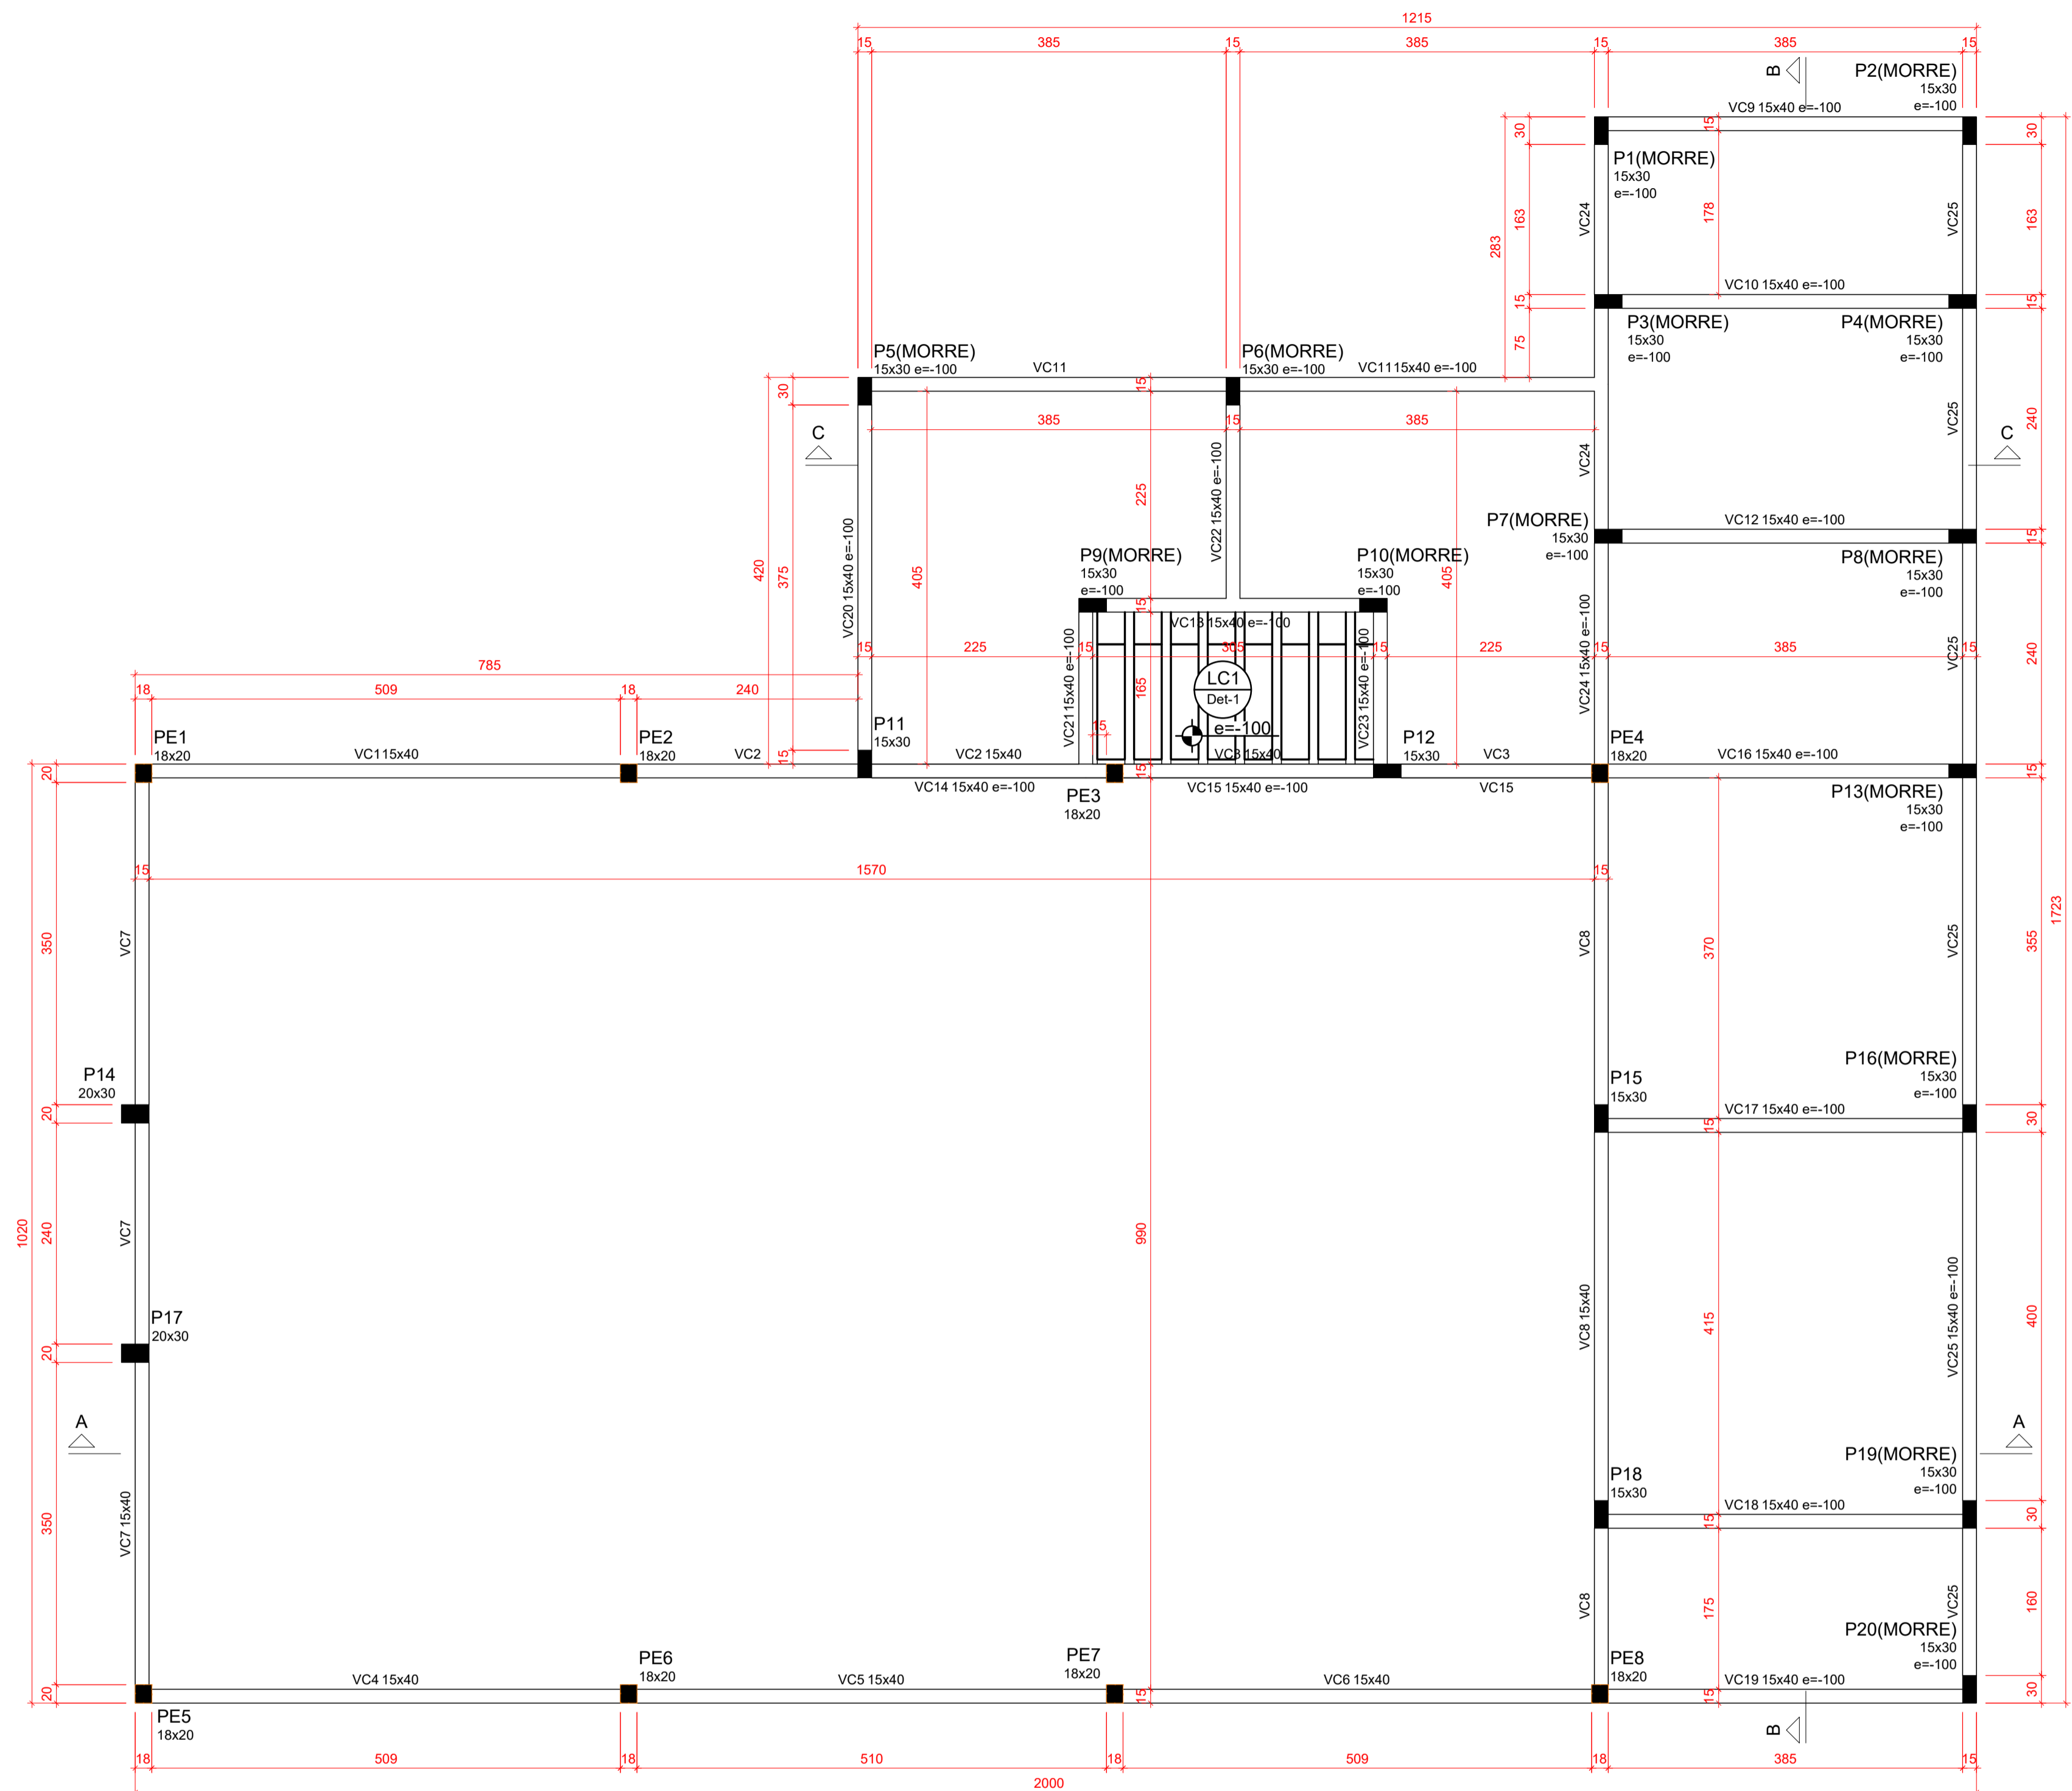 1215
15 385 15 385 15 385 15
B
P2(MORRE)
15x30
e=-100
VC9 15x40 e=-100
30
15
30
P1(MORRE)
15x30
e=-100
283
163
VC24
178
VC25
163
VC10 15x40 e=-100
15
15
P3(MORRE)
15x30
e=-100
P4(MORRE)
15x30
e=-100
75
P5(MORRE)
15x30 e=-100
VC11
P6(MORRE)
15x30 e=-100
VC11 15x40 e=-100
30
15
385 15 385
C
C
420
375
VC20 15x40 e=-100
405
225
VC22 15x40 e=-100
405
VC24
VC25
240
P7(MORRE)
15x30
e=-100
VC12 15x40 e=-100
15
P8(MORRE)
15x30
e=-100
P9(MORRE)
15x30
e=-100
P10(MORRE)
15x30
e=-100
15
VC13 15x40 e=-100
VC21 15x40 e=-100
VC23 15x40 e=-100
VC24 15x40 e=-100
VC25
240
15 225 15 305 15 225 15 385 15
165
LC1
Det-1
15
e=-100
785
18 509 18 240
P11
15x30
15
PE1
18x20
VC1 15x40
PE2
18x20
VC2
VC2 15x40
VC3 15x40
P12
15x30
VC3
PE4
18x20
VC16 15x40 e=-100
20
15
15
VC14 15x40 e=-100
PE3
18x20
VC15 15x40 e=-100
VC15
P13(MORRE)
15x30
e=-100
15 1570 15
350
VC7
VC8
370
VC25
355
1723
P14
20x30
20
P15
15x30
P16(MORRE)
15x30
e=-100
VC17 15x40 e=-100
15
30
1020
240
VC7
990
P17
20x30
20
VC8 15x40
415
VC25 15x40 e=-100
400
A
A
P18
15x30
P19(MORRE)
15x30
e=-100
VC18 15x40 e=-100
15
30
350
VC7 15x40
VC8
175
VC25
160
P20(MORRE)
15x30
e=-100
VC4 15x40
PE6
18x20
VC5 15x40
PE7
18x20
VC6 15x40
PE8
18x20
VC19 15x40 e=-100
20
15
15
30
PE5
18x20
B
18 509 18 510 18 509 18 385 15
2000